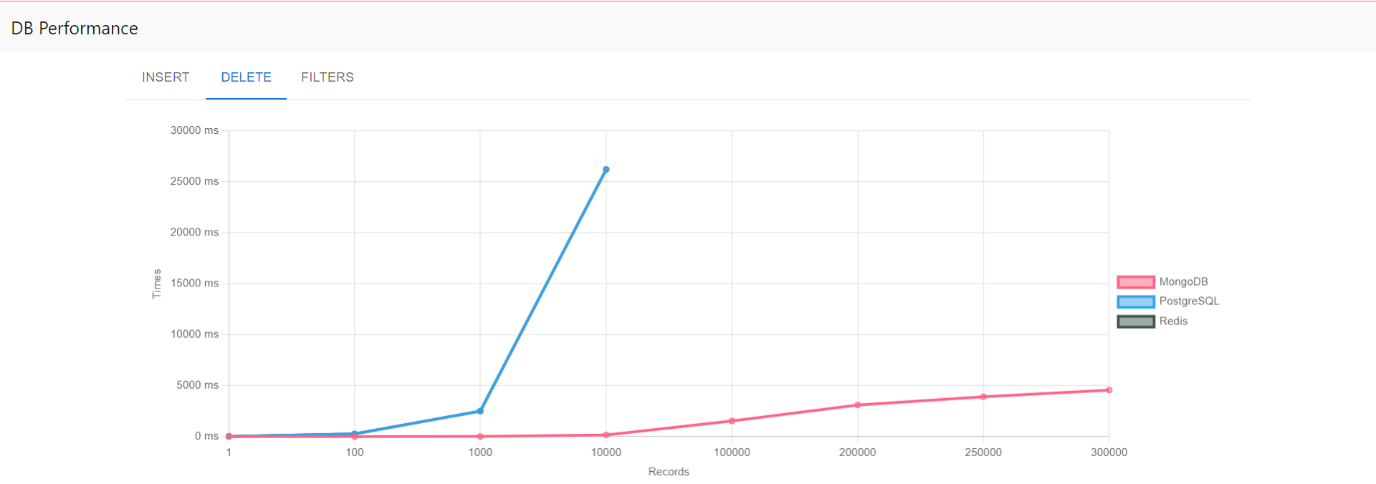 DB Performance
INSERT DELETE FILTERS
30000 ms
25000 ms
20000 ms
15000 ms
10000 ms
5000 ms
0 ms
Times
MongoDB
PostgreSQL
Redis
1 100 1000 10000 100000 200000 250000 300000
Records